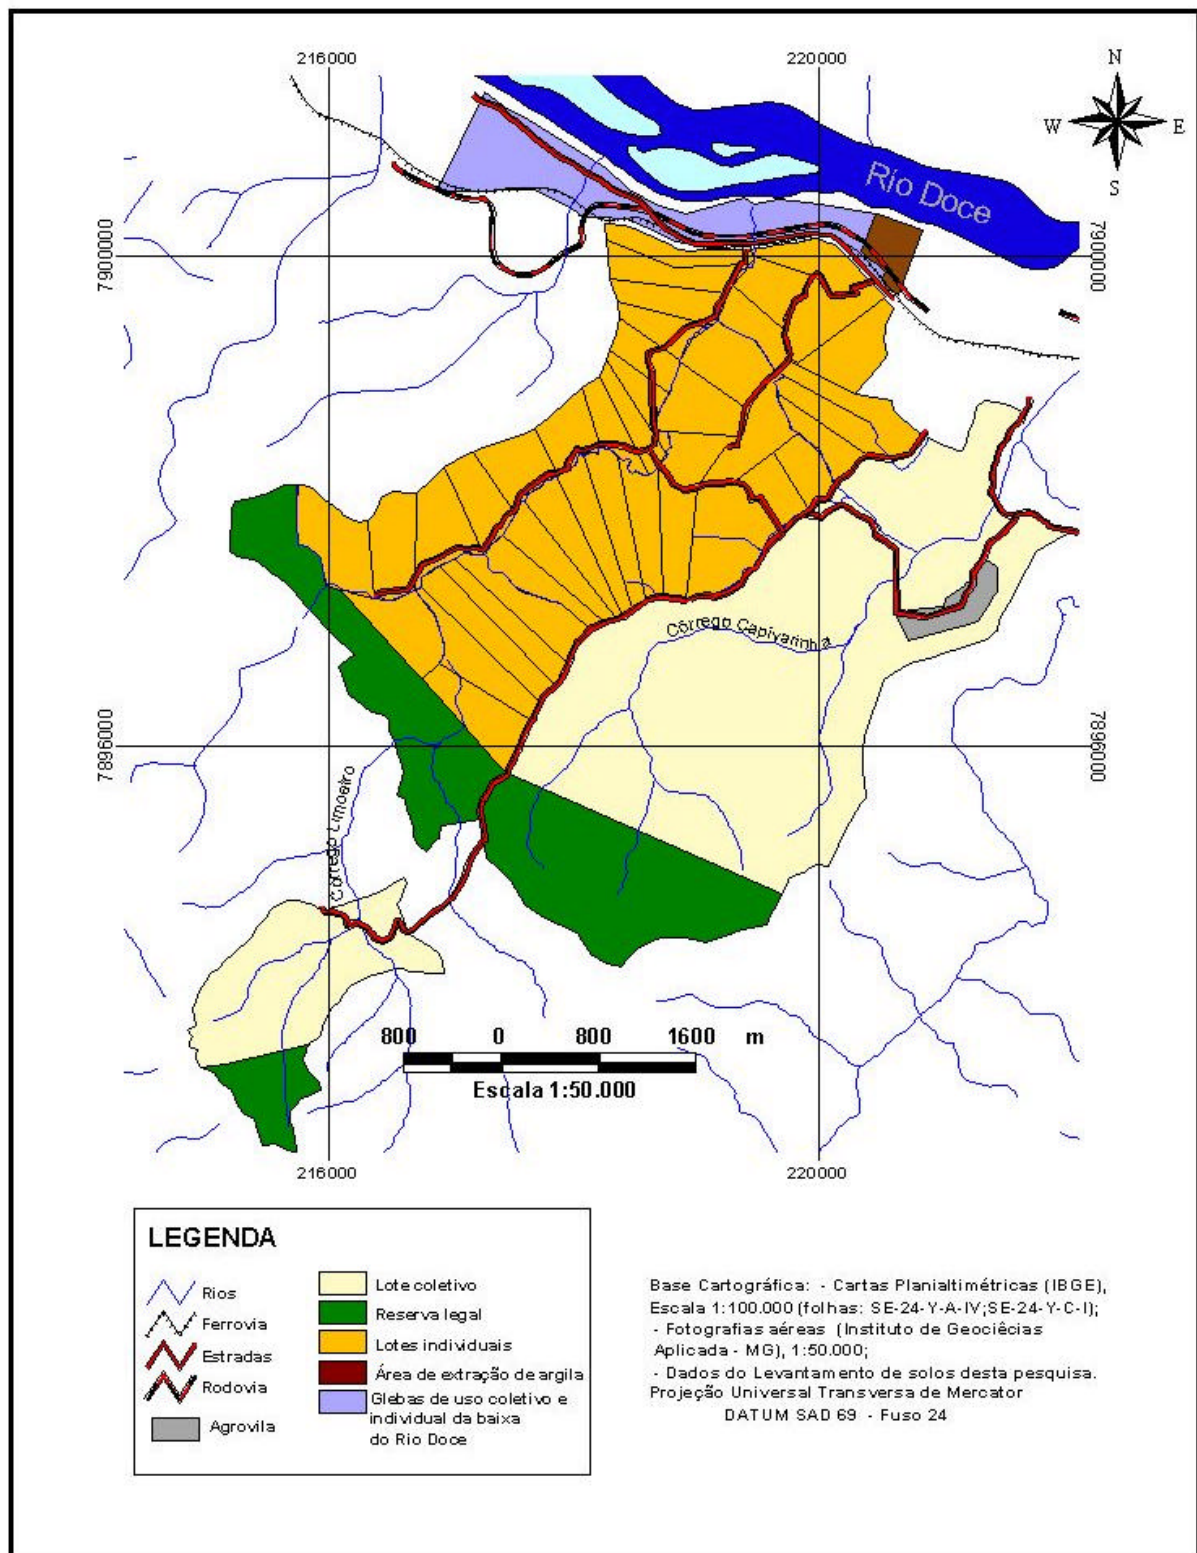 216000
220000
N
W
E
S
Rio Doce
7900000
7900000
Córrego Capivarinha
7896000
7896000
Córrego Limoeiro
800
0
800
1600
m
Escala 1:50.000
216000
220000
LEGENDA
Rios
Ferrovia
Estradas
Rodovia
Agrovila
Lote coletivo
Reserva legal
Lotes individuais
Área de extração de argila
Glebas de uso coletivo e
individual da baixa
do Rio Doce
Base Cartográfica: - Cartas Planialtimétricas (IBGE),
Escala 1:100.000 (folhas: SE-24-Y-A-IV;SE-24-Y-C-I);
- Fotografias aéreas (Instituto de Geociêcias
Aplicada - MG), 1:50.000;
- Dados do Levantamento de solos desta pesquisa.
Projeção Universal Transversa de Mercator
DATUM SAD 69 - Fuso 24